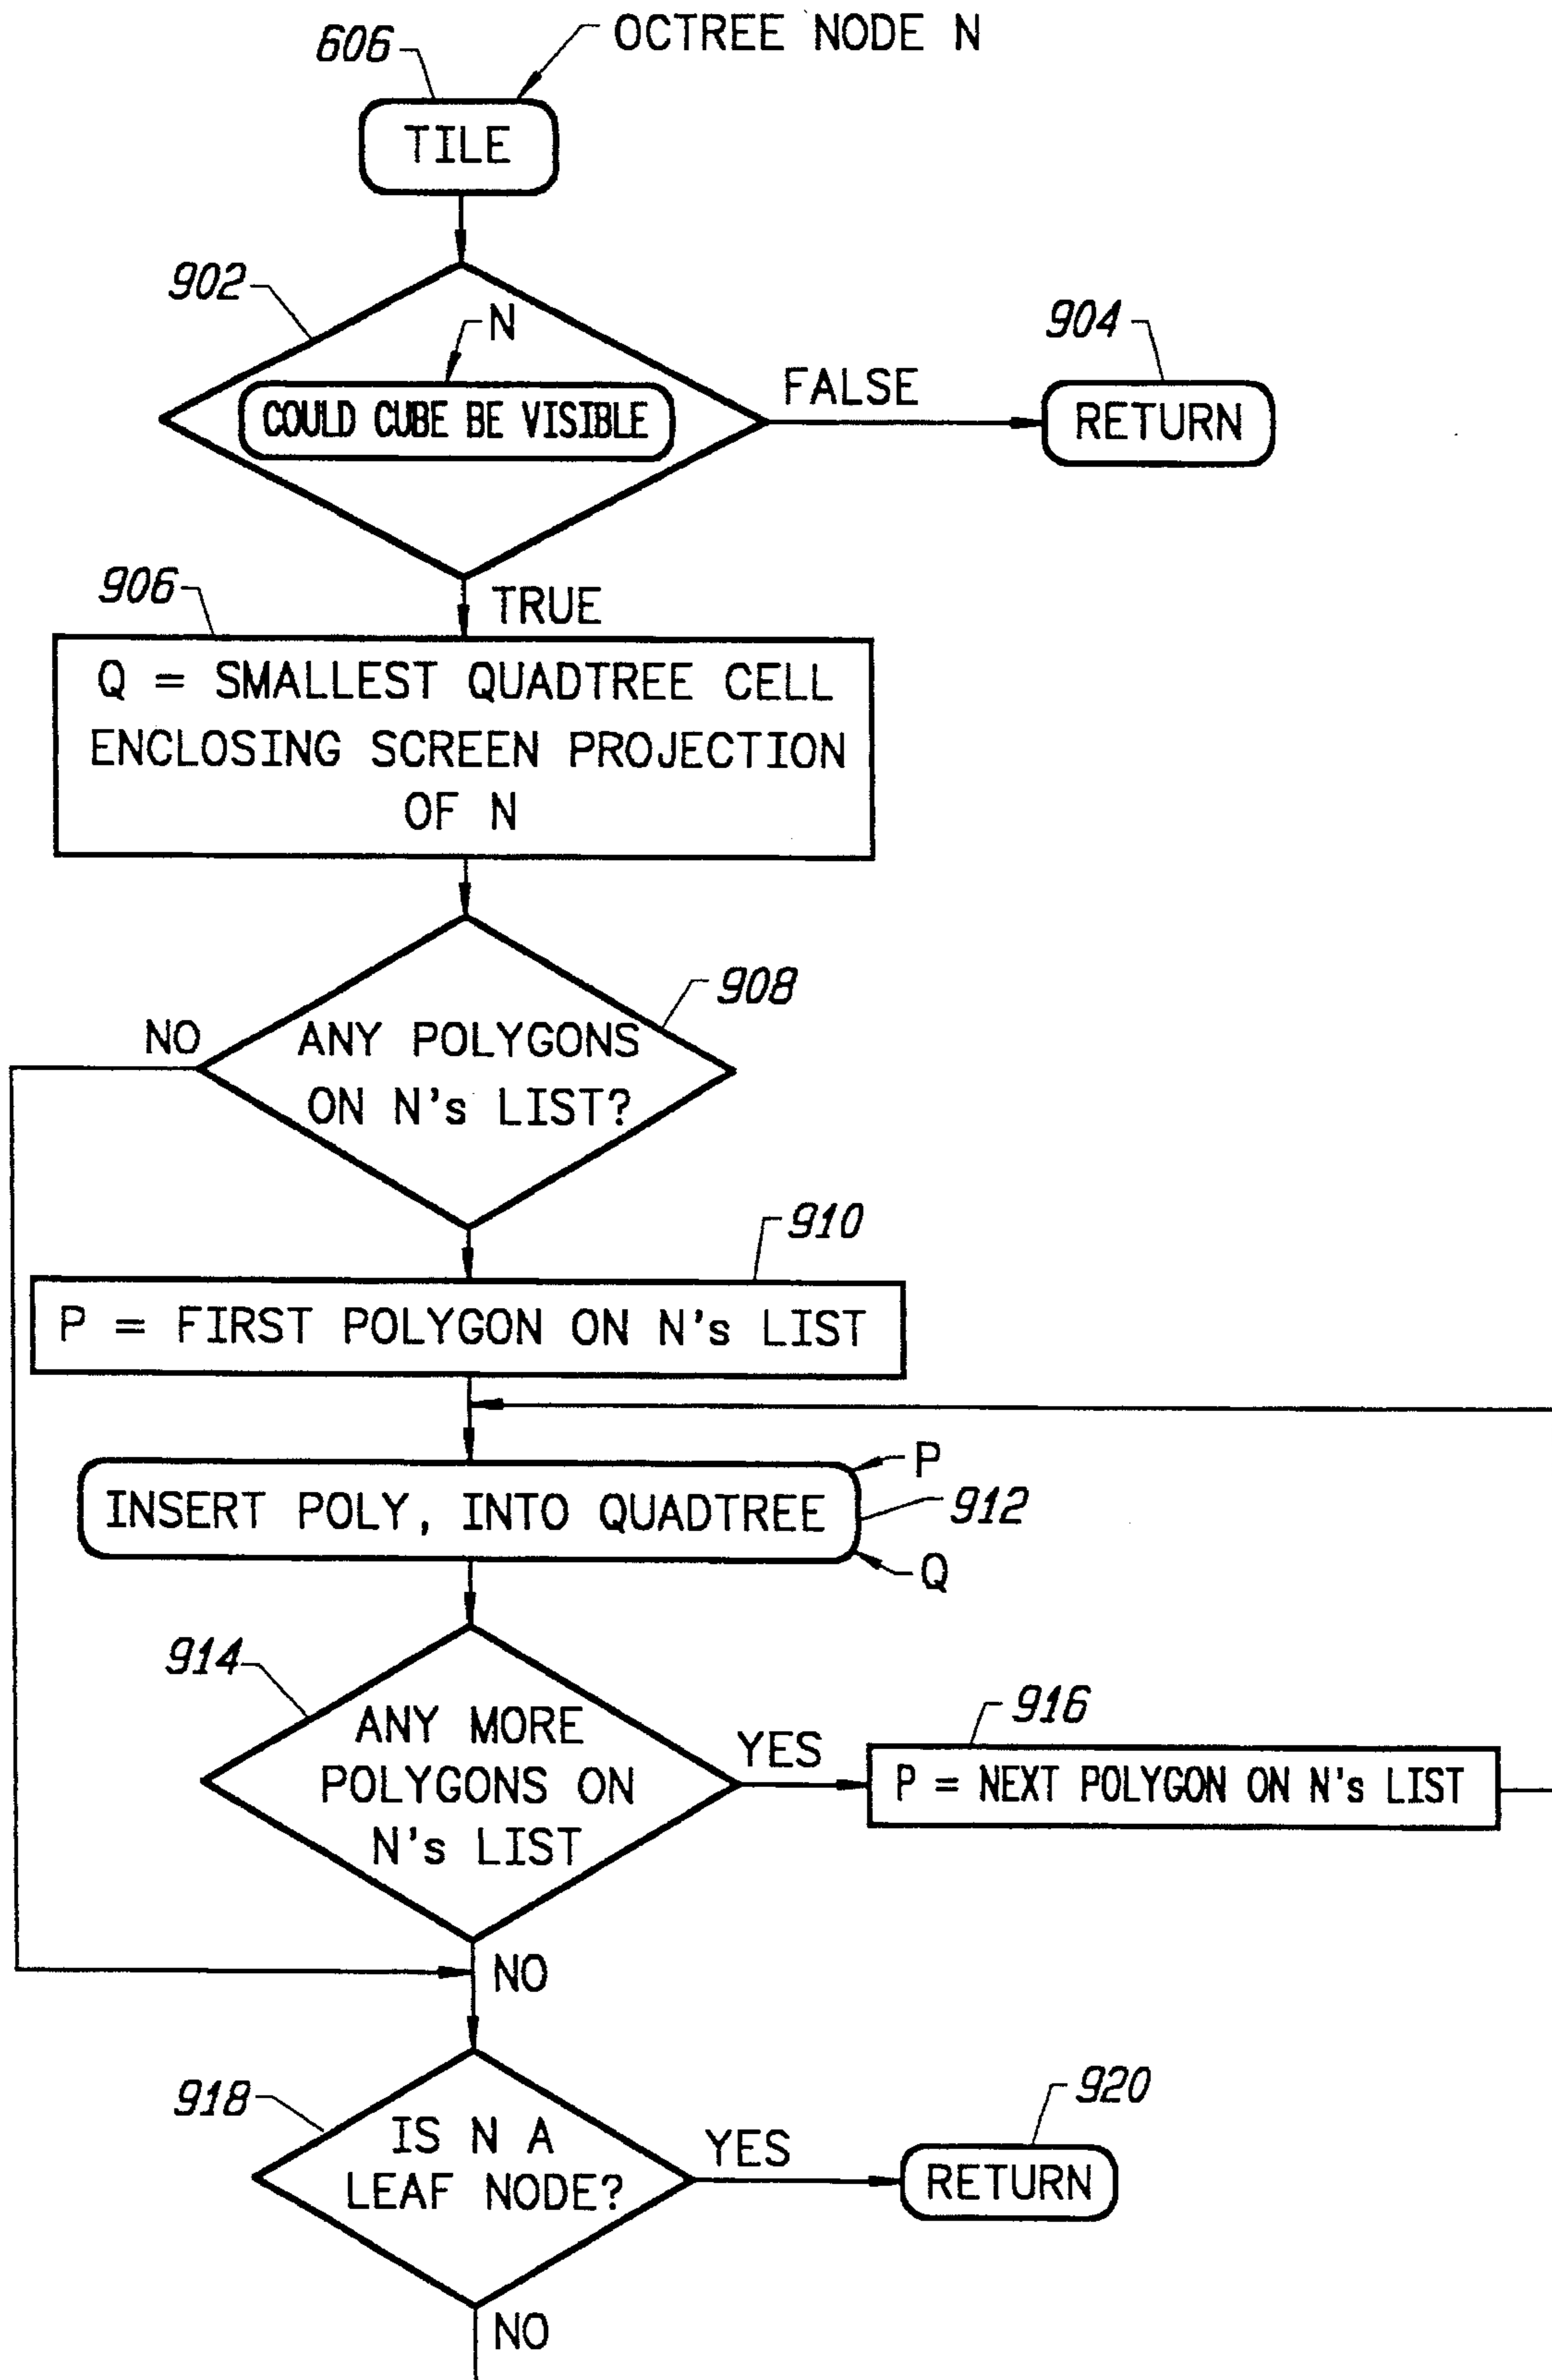 OCTREE NODE N
606
TILE
902
N
COULD CUBE BE VISIBLE
FALSE
904
RETURN
906
TRUE
Q = SMALLEST QUADTREE CELL
ENCLOSING SCREEN PROJECTION
OF N
908
NO
ANY POLYGONS
ON N's LIST?
910
P = FIRST POLYGON ON N's LIST
P
INSERT POLY, INTO QUADTREE
912
Q
914
ANY MORE
POLYGONS ON
N's LIST
YES
916
P = NEXT POLYGON ON N's LIST
NO
918
IS N A
LEAF NODE?
YES
920
RETURN
NO